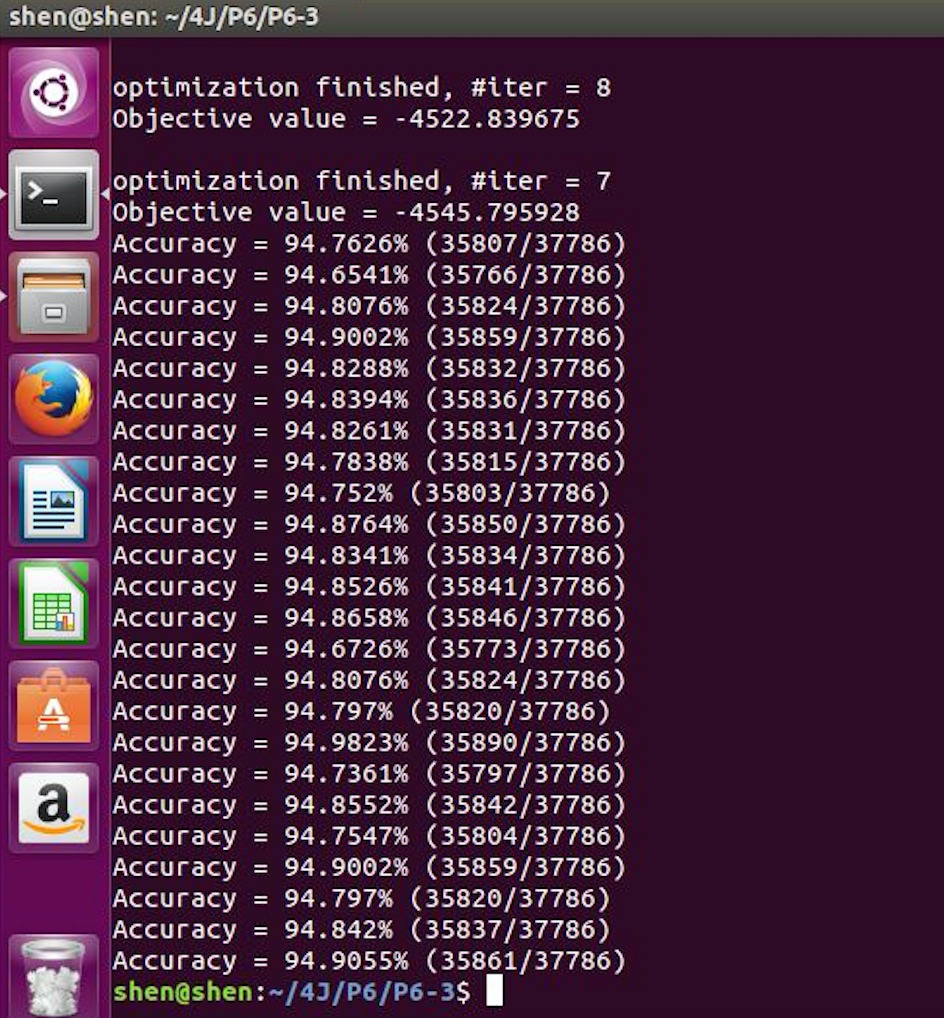 shen@shen: ~/4J/P6/P6-3
optimization finished, #iter = 8
Objective value = -4522.839675
optimization finished, #iter = 7
Objective value = -4545.795928
Accuracy = 94.7626% (35807/37786)
Accuracy = 94.6541% (35766/37786)
Accuracy = 94.8076% (35824/37786)
Accuracy = 94.9002% (35859/37786)
Accuracy = 94.8288% (35832/37786)
Accuracy = 94.8394% (35836/37786)
Accuracy = 94.8261% (35831/37786)
Accuracy = 94.7838% (35815/37786)
Accuracy = 94.752% (35803/37786)
Accuracy = 94.8764% (35850/37786)
Accuracy = 94.8341% (35834/37786)
Accuracy = 94.8526% (35841/37786)
Accuracy = 94.8658% (35846/37786)
Accuracy = 94.6726% (35773/37786)
Accuracy = 94.8076% (35824/37786)
Accuracy = 94.797% (35820/37786)
Accuracy = 94.9823% (35890/37786)
Accuracy = 94.7361% (35797/37786)
Accuracy = 94.8552% (35842/37786)
Accuracy = 94.7547% (35804/37786)
Accuracy = 94.9002% (35859/37786)
Accuracy = 94.797% (35820/37786)
Accuracy = 94.842% (35837/37786)
Accuracy = 94.9055% (35861/37786)
shen@shen:~/4J/P6/P6-3$